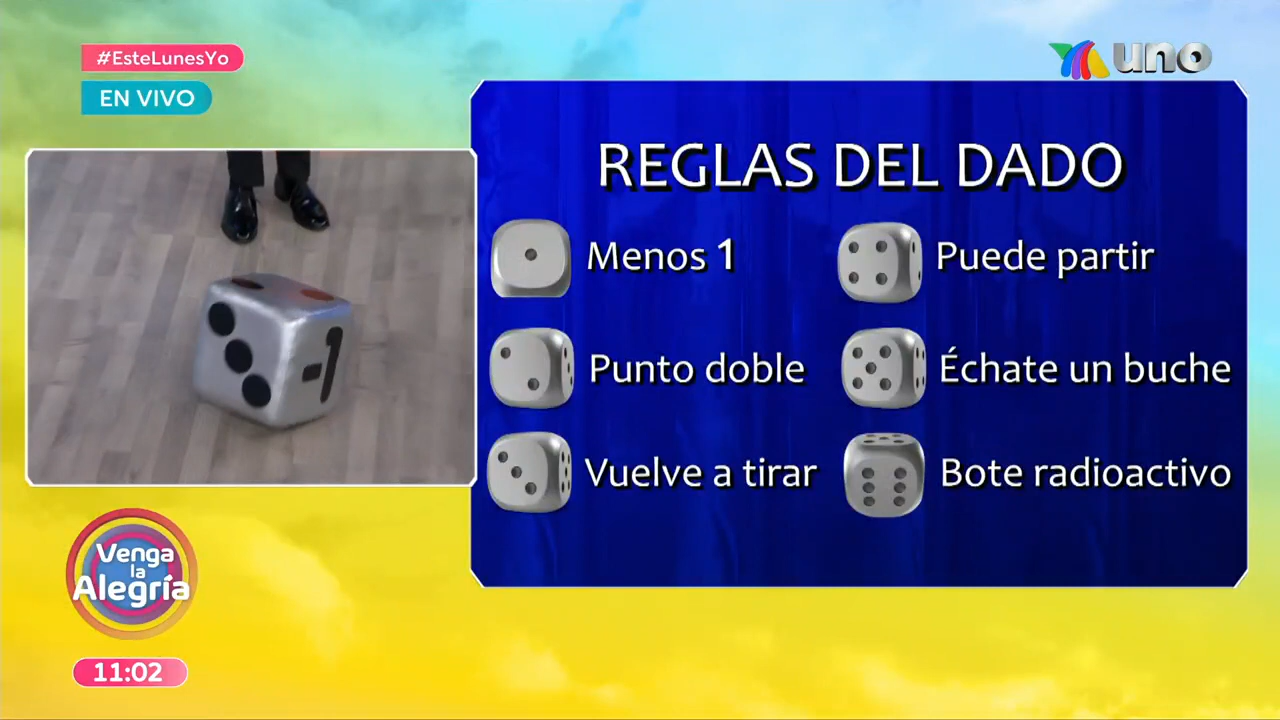 #EsteLunesYo
EN VIVO
uno
REGLAS DEL DADO
Menos 1
Puede partir
Punto doble
Échate un buche
Vuelve a tirar
Bote radioactivo
-1
Venga
la
Alegría
11:02